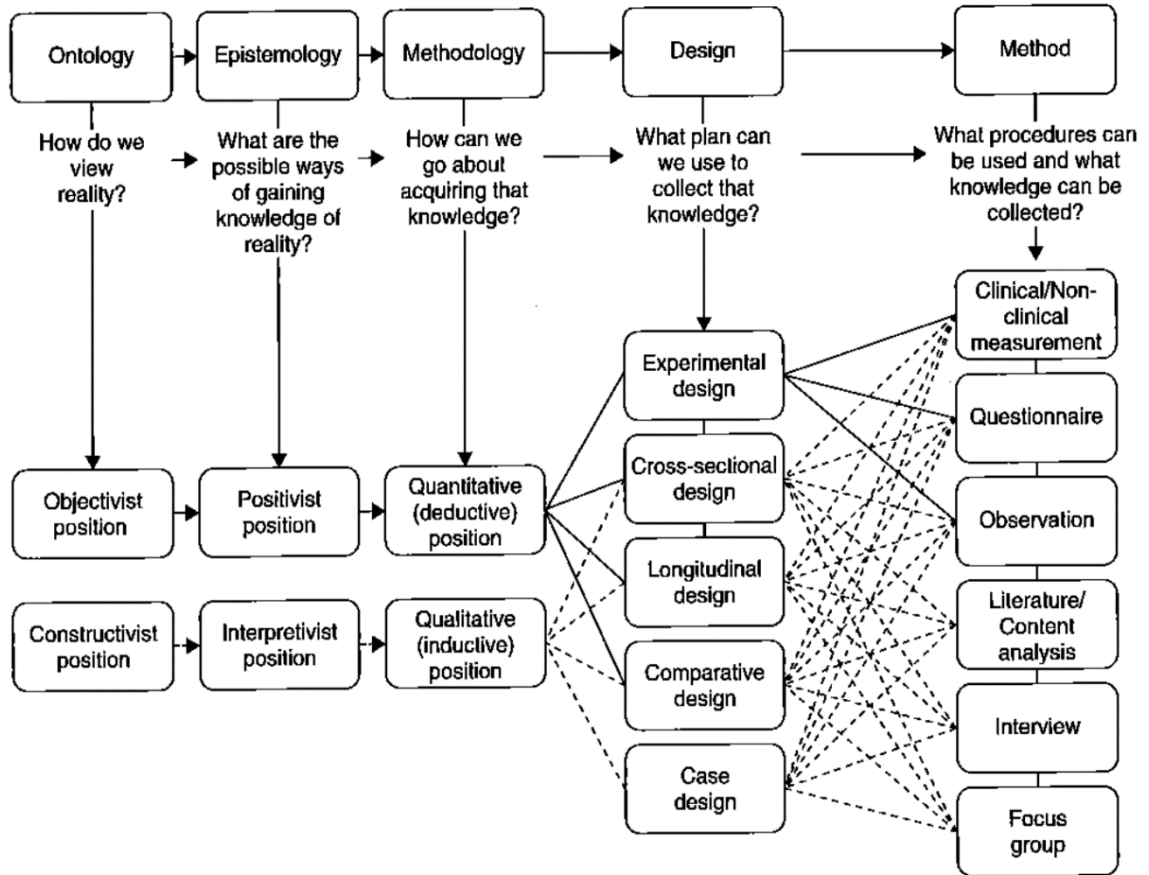 Ontology
Epistemology
Methodology
Design
Method
How do we
view
reality?
What are the
possible ways
of gaining
knowledge of
reality?
How can we
go about
acquiring that
knowledge?
What plan can
we use to
collect that
knowledge?
What procedures can
be used and what
knowledge can be
collected?
Objectivist
position
Positivist
position
Quantitative
(deductive)
position
Constructivist
position
Interpretivist
position
Qualitative
(inductive)
position
Experimental
design
Cross-sectional
design
Longitudinal
design
Comparative
design
Case
design
Clinical/Non-
clinical
measurement
Questionnaire
Observation
Literature/
Content
analysis
Interview
Focus
group